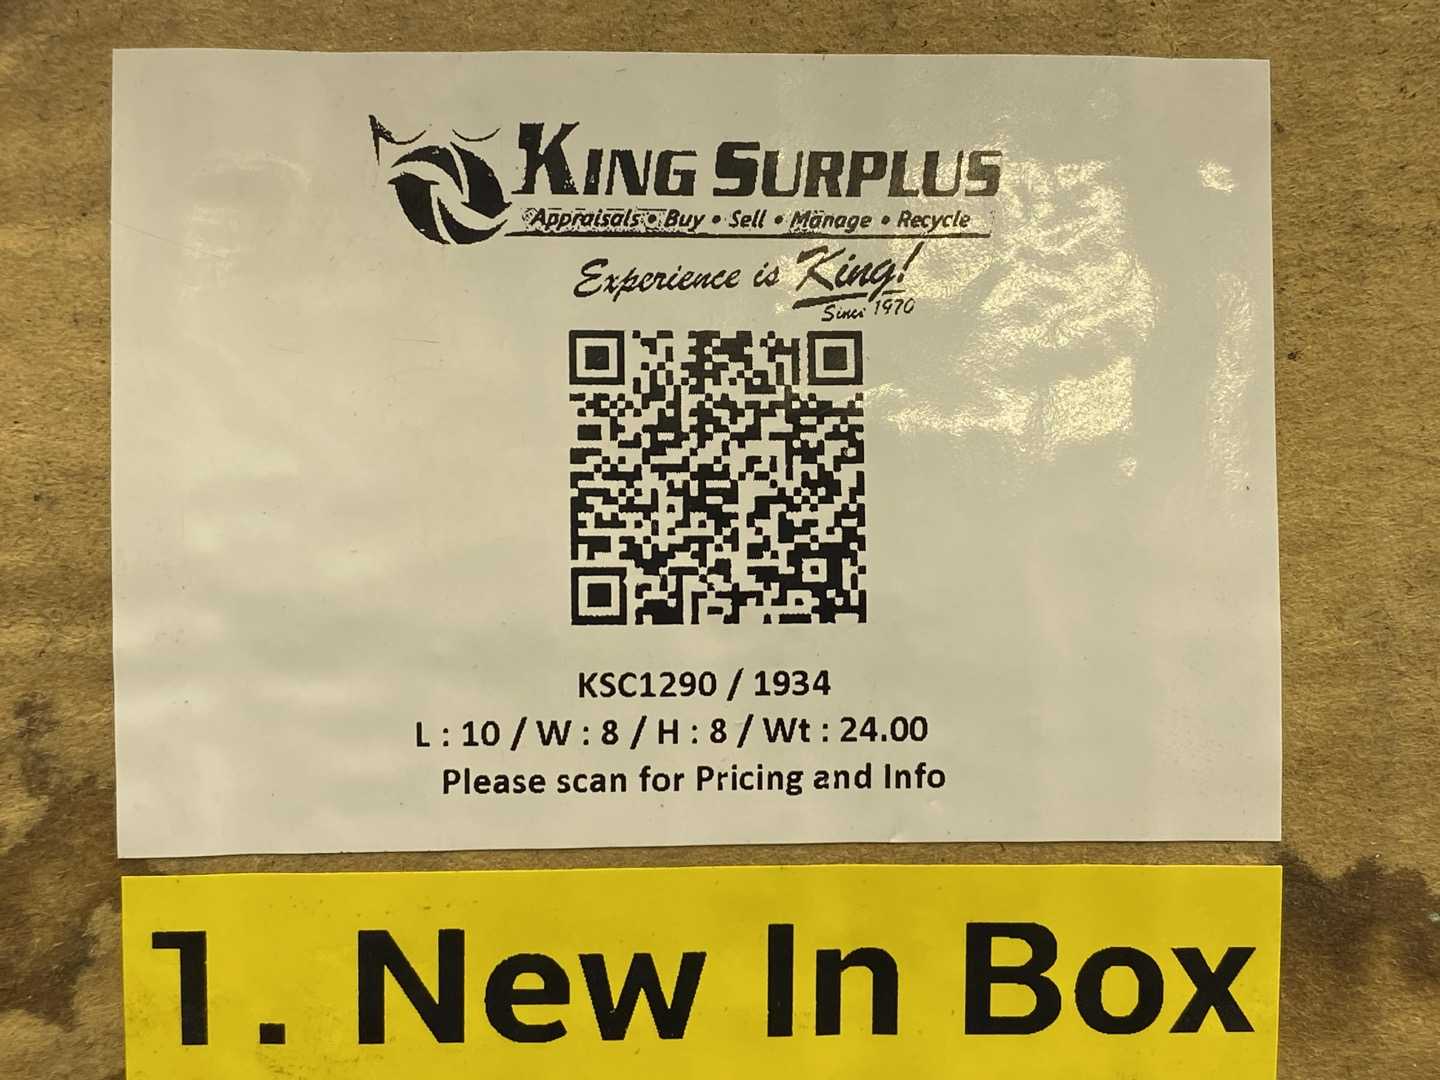 KING SURPLUS
Appraisals • Buy • Sell • Manage • Recycle
Experience is King!
Since 1970
KSC1290 / 1934
L : 10 / W : 8 / H : 8 / Wt : 24.00
Please scan for Pricing and Info
1. New In Box